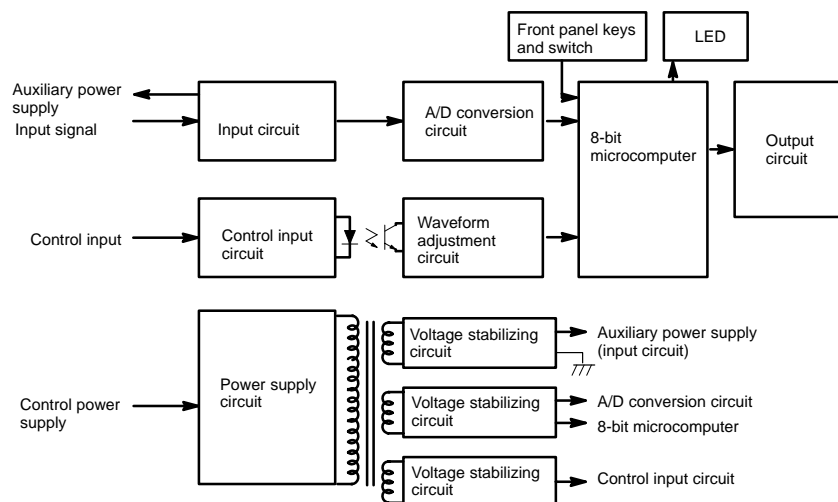 Front panel keys
and switch
LED
Auxiliary power
supply
Input signal
Input circuit
A/D conversion
circuit
8-bit
microcomputer
Output
circuit
Control input
Control input
circuit
Waveform
adjustment
circuit
Control power
supply
Power supply
circuit
Voltage stabilizing
circuit
Auxiliary power supply
(input circuit)
Voltage stabilizing
circuit
A/D conversion circuit
8-bit microcomputer
Voltage stabilizing
circuit
Control input circuit